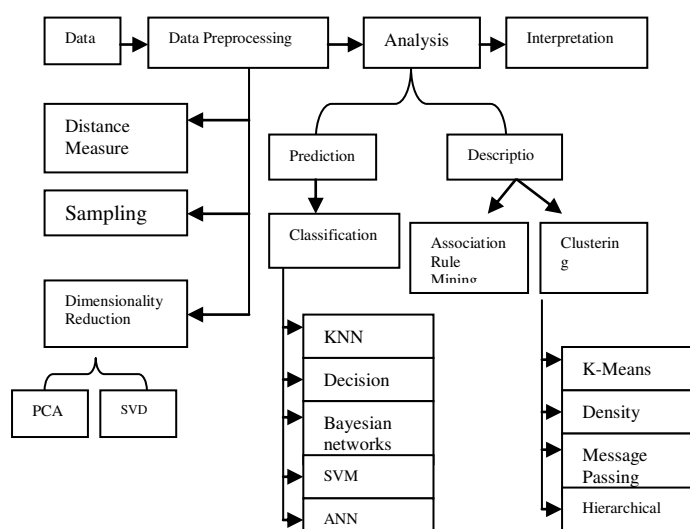 Data
Data Preprocessing
Analysis
Interpretation
Distance
Measure
Prediction
Descriptio
Sampling
Classification
Association
Rule
Mining
Clusterin
g
Dimensionality
Reduction
PCA
SVD
KNN
Decision
Bayesian
networks
SVM
ANN
K-Means
Density
Message
Passing
Hierarchical